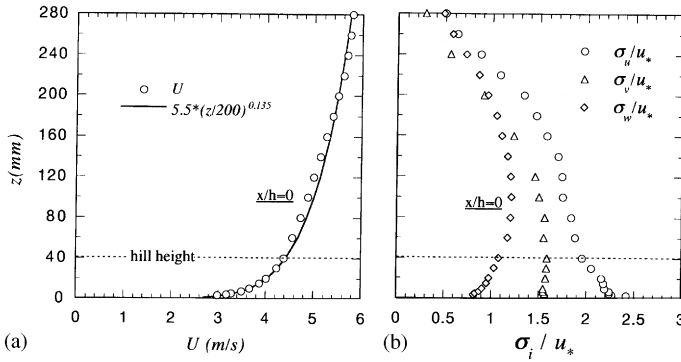 280
240
200
160
120
80
40
0
z(mm)
U
5.5*(z/200)^0.135
x/h=0
hill height
0 1 2 3 4 5 6
U (m/s)
(a)
σu/u*
σv/u*
σw/u*
x/h=0
0 0.5 1 1.5 2 2.5 3
σi / u*
(b)